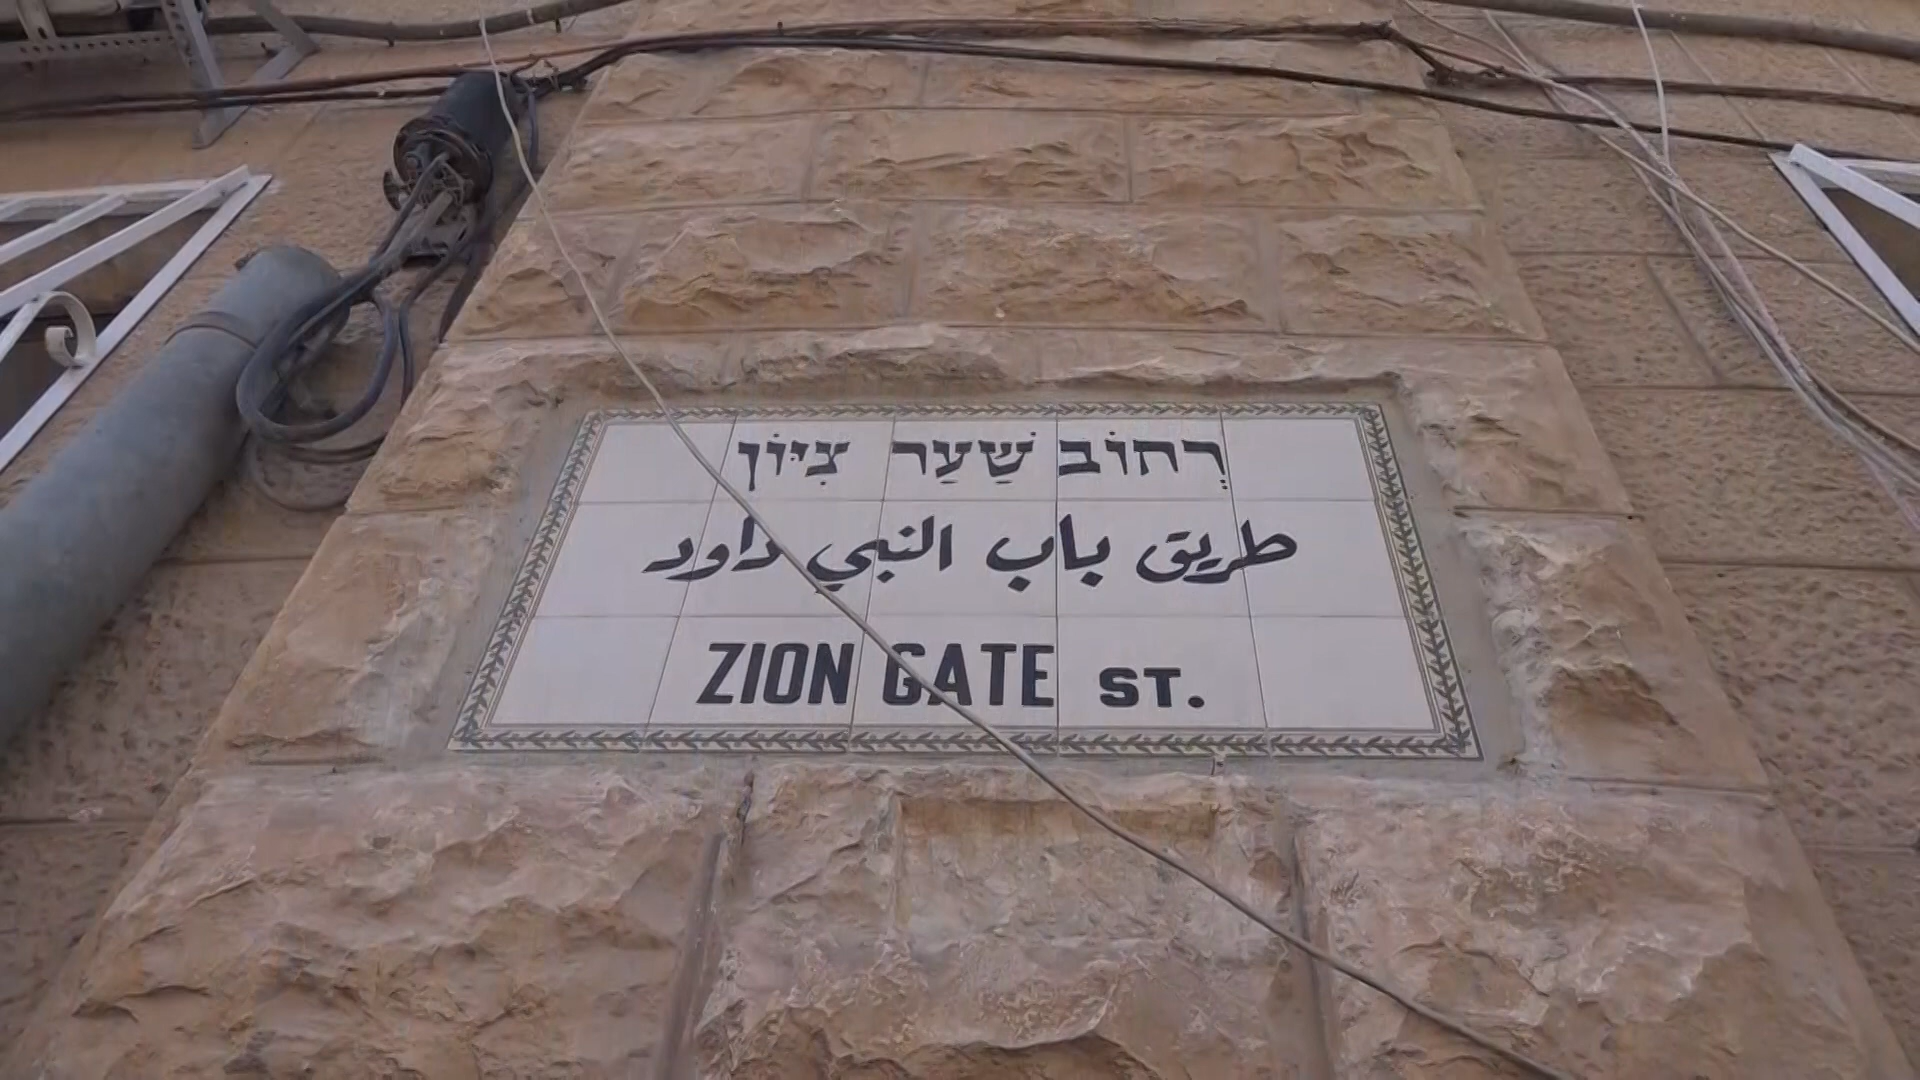 רְחוֹב שַׁעַר צִיּוֹן
طريق باب النبي داود
ZION GATE ST.